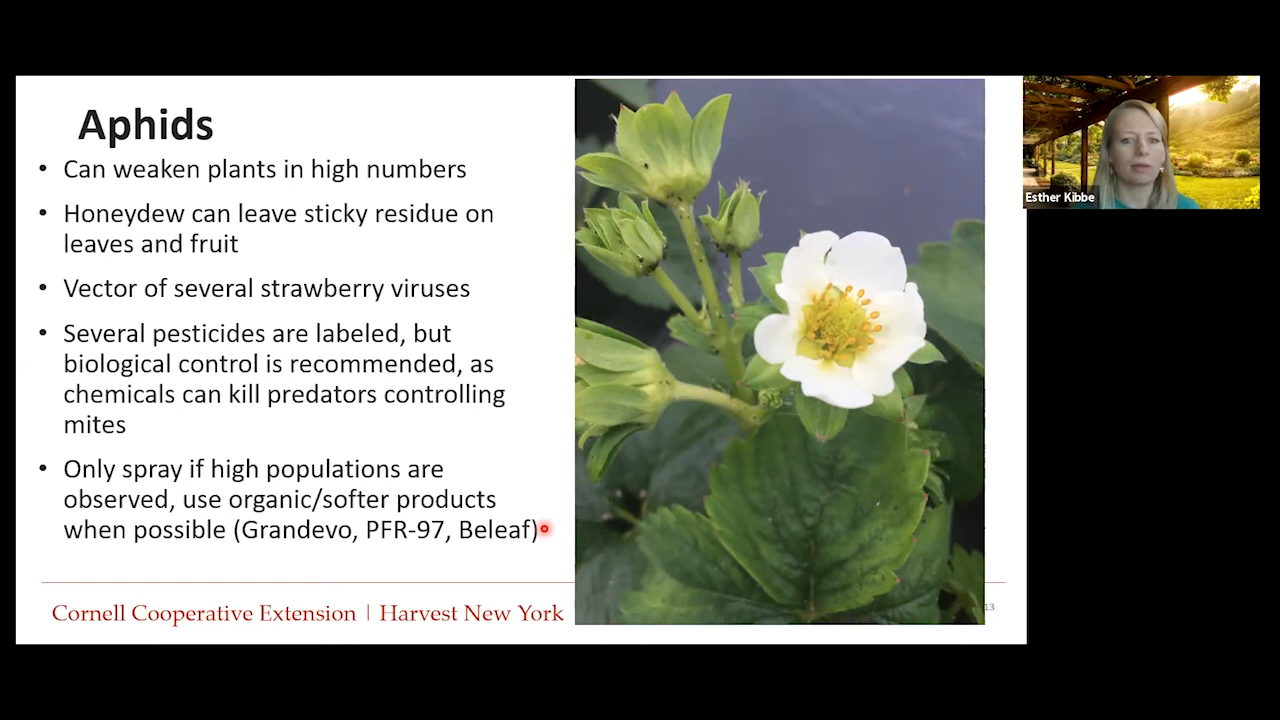 Aphids
• Can weaken plants in high numbers
• Honeydew can leave sticky residue on
leaves and fruit
• Vector of several strawberry viruses
• Several pesticides are labeled, but
biological control is recommended, as
chemicals can kill predators controlling
mites
• Only spray if high populations are
observed, use organic/softer products
when possible (Grandevo, PFR-97, Beleaf)
Cornell Cooperative Extension | Harvest New York
13
Esther Kibbe